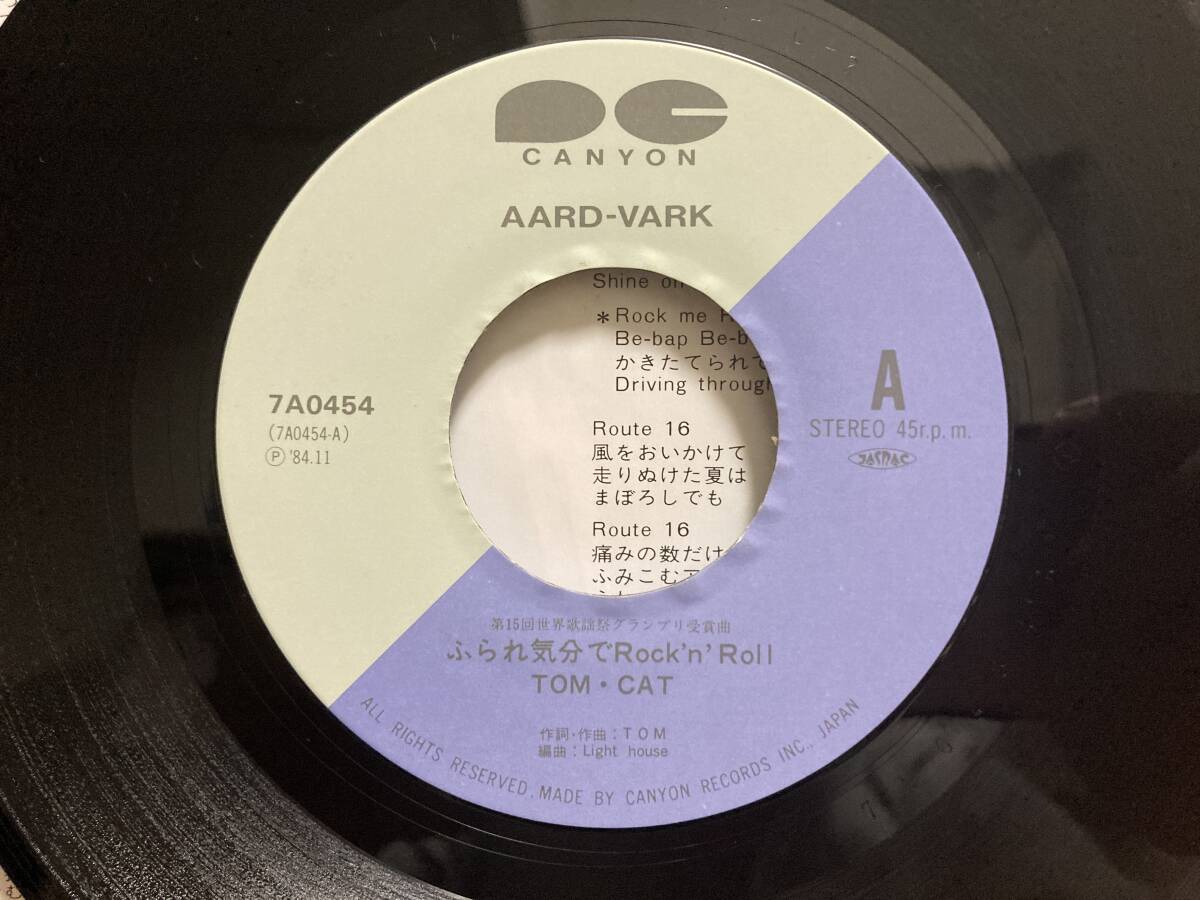 CANYON
AARD-VARK
Shine on
*Rock me
Be-bap Be-b
かきたてられて
Driving through
7A0454
(7A0454-A)
Ⓟ '84.11
A
STEREO 45r.p.m.
JASRAC
Route 16
風をおいかけて
走りぬけた夏は
まぼろしでも
Route 16
痛みの数だけ
ふみこむア
第15回世界歌謡祭グランプリ受賞曲
ふられ気分でRock'n' Roll
TOM・CAT
作詞・作曲：TOM
編曲：Light house
ALL RIGHTS RESERVED. MADE BY CANYON RECORDS INC., JAPAN